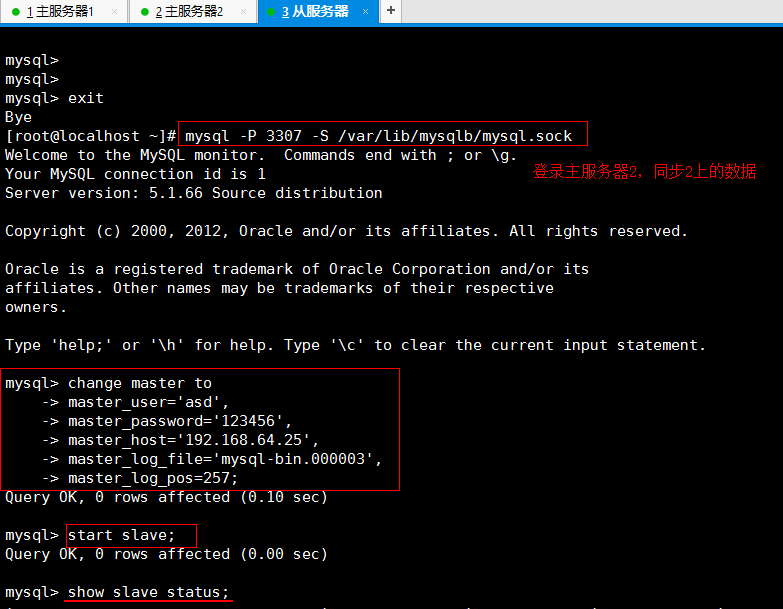 1 主服务器1 × 2 主服务器2 × 3 从服务器 × +
mysql>
mysql>
mysql> exit
Bye
[root@localhost ~]# mysql -P 3307 -S /var/lib/mysqlb/mysql.sock
Welcome to the MySQL monitor.  Commands end with ; or \g.
登录主服务器2，同步2上的数据
Your MySQL connection id is 1
Server version: 5.1.66 Source distribution
Copyright (c) 2000, 2012, Oracle and/or its affiliates. All rights reserved.
Oracle is a registered trademark of Oracle Corporation and/or its
affiliates. Other names may be trademarks of their respective
owners.
Type 'help;' or '\h' for help. Type '\c' to clear the current input statement.
mysql> change master to
    -> master_user='asd',
    -> master_password='123456',
    -> master_host='192.168.64.25',
    -> master_log_file='mysql-bin.000003',
    -> master_log_pos=257;
Query OK, 0 rows affected (0.10 sec)
mysql> start slave;
Query OK, 0 rows affected (0.00 sec)
mysql> show slave status;